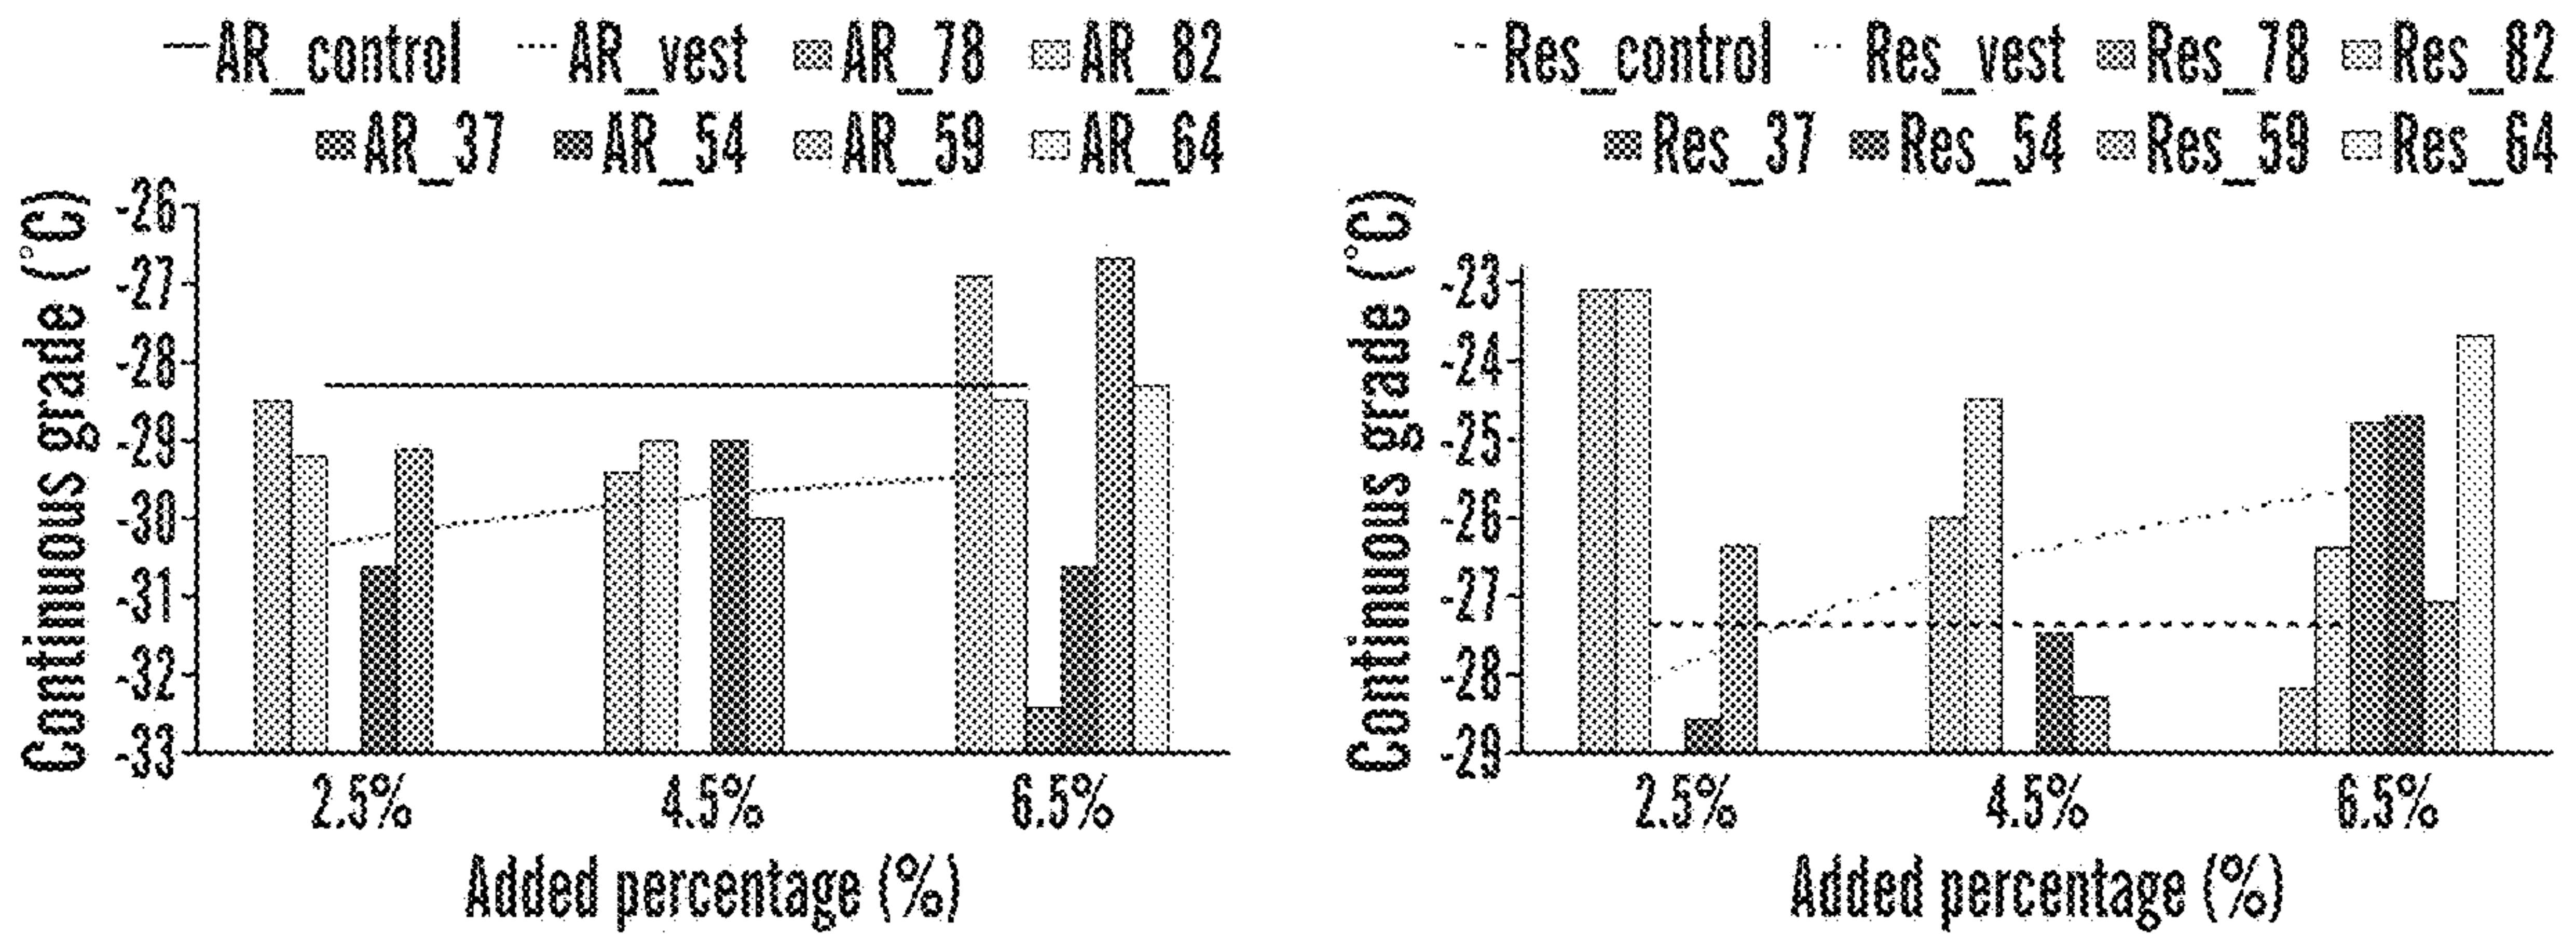 AR_control AR_vest AR_78 AR_82
AR_37 AR_54 AR_59 AR_64
Continuous grade (°C)
-26
-27
-28
-29
-30
-31
-32
-33
2.5% 4.5% 6.5%
Added percentage (%)
Res_control Res_vest Res_78 Res_82
Res_37 Res_54 Res_59 Res_64
Continuous grade (°C)
-23
-24
-25
-26
-27
-28
-29
2.5% 4.5% 6.5%
Added percentage (%)